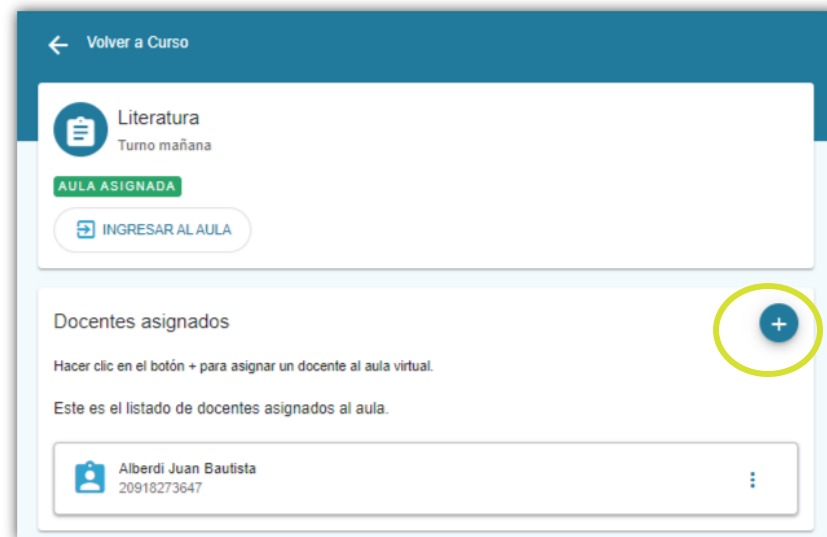 Volver a Curso
Literatura
Turno mañana
AULA ASIGNADA
INGRESAR AL AULA
Docentes asignados
Hacer clic en el botón + para asignar un docente al aula virtual.
Este es el listado de docentes asignados al aula.
Alberdi Juan Bautista
20918273647